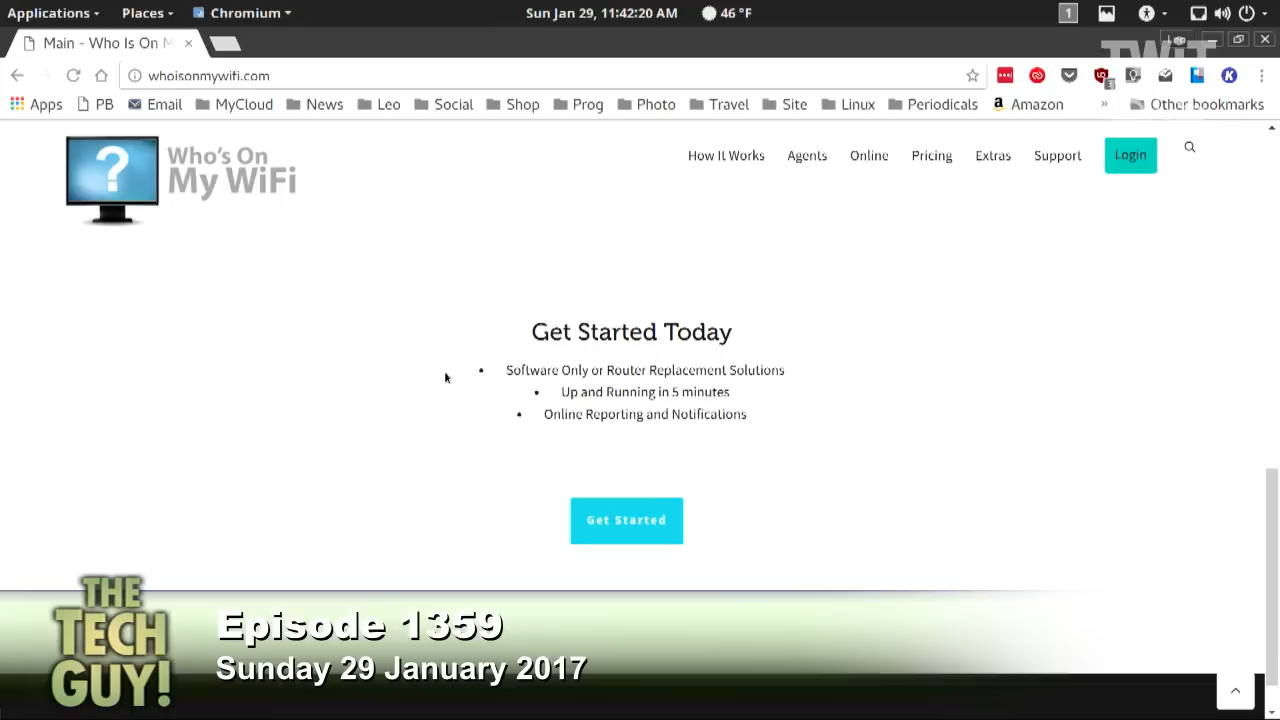 Applications Places Chromium Sun Jan 29, 11:42:20 AM 46 °F 1
Main - Who Is On M
TWiT
whoisonmywifi.com
Apps PB Email MyCloud News Leo Social Shop Prog Photo Travel Site Linux Periodicals Amazon » Other bookmarks
? Who's On My WiFi
How It Works Agents Online Pricing Extras Support Login
Get Started Today
• Software Only or Router Replacement Solutions
• Up and Running in 5 minutes
• Online Reporting and Notifications
Get Started
THE TECH GUY!
Episode 1359
Sunday 29 January 2017